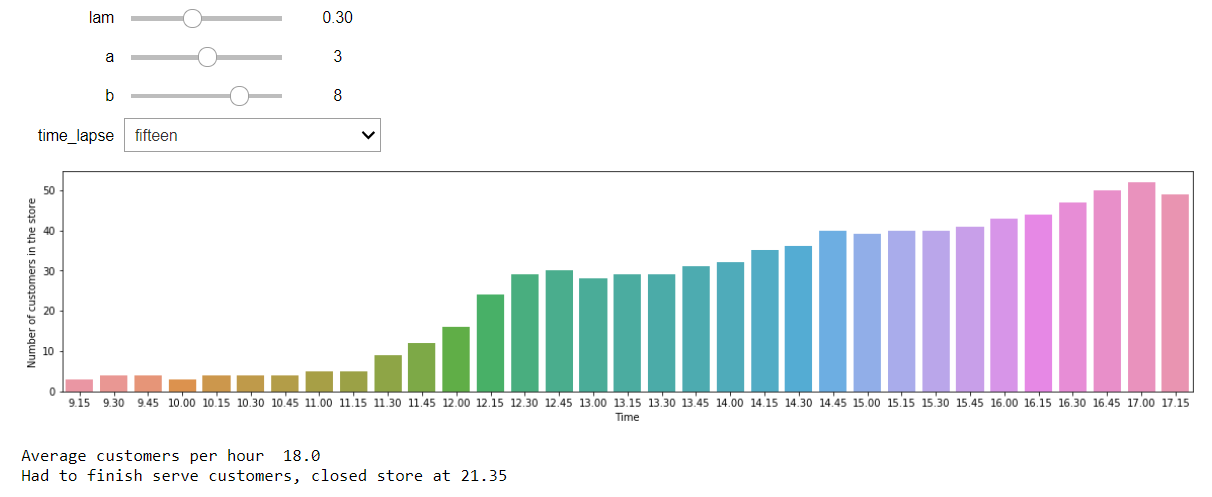 lam 0.30
a 3
b 8
time_lapse fifteen
Number of customers in the store
50
40
30
20
10
0
9.15 9.30 9.45 10.00 10.15 10.30 10.45 11.00 11.15 11.30 11.45 12.00 12.15 12.30 12.45 13.00 13.15 13.30 13.45 14.00 14.15 14.30 14.45 15.00 15.15 15.30 15.45 16.00 16.15 16.30 16.45 17.00 17.15
Time
Average customers per hour  18.0
Had to finish serve customers, closed store at 21.35